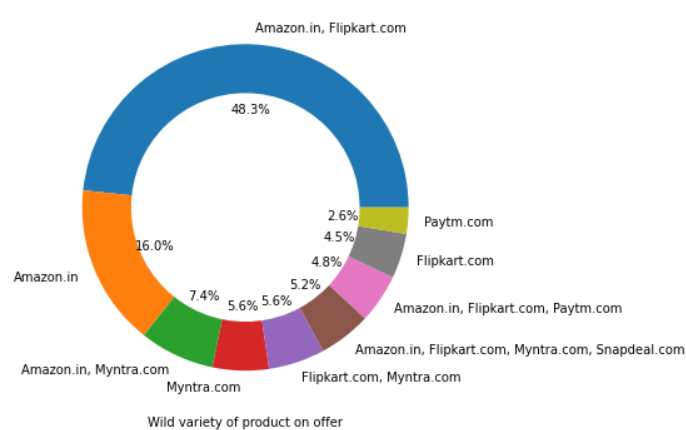 Amazon.in, Flipkart.com
48.3%
2.6%
Paytm.com
4.5%
16.0%
Flipkart.com
4.8%
Amazon.in
5.2%
7.4%
5.6%
5.6%
Amazon.in, Flipkart.com, Paytm.com
Amazon.in, Flipkart.com, Myntra.com, Snapdeal.com
Amazon.in, Myntra.com
Flipkart.com, Myntra.com
Myntra.com
Wild variety of product on offer